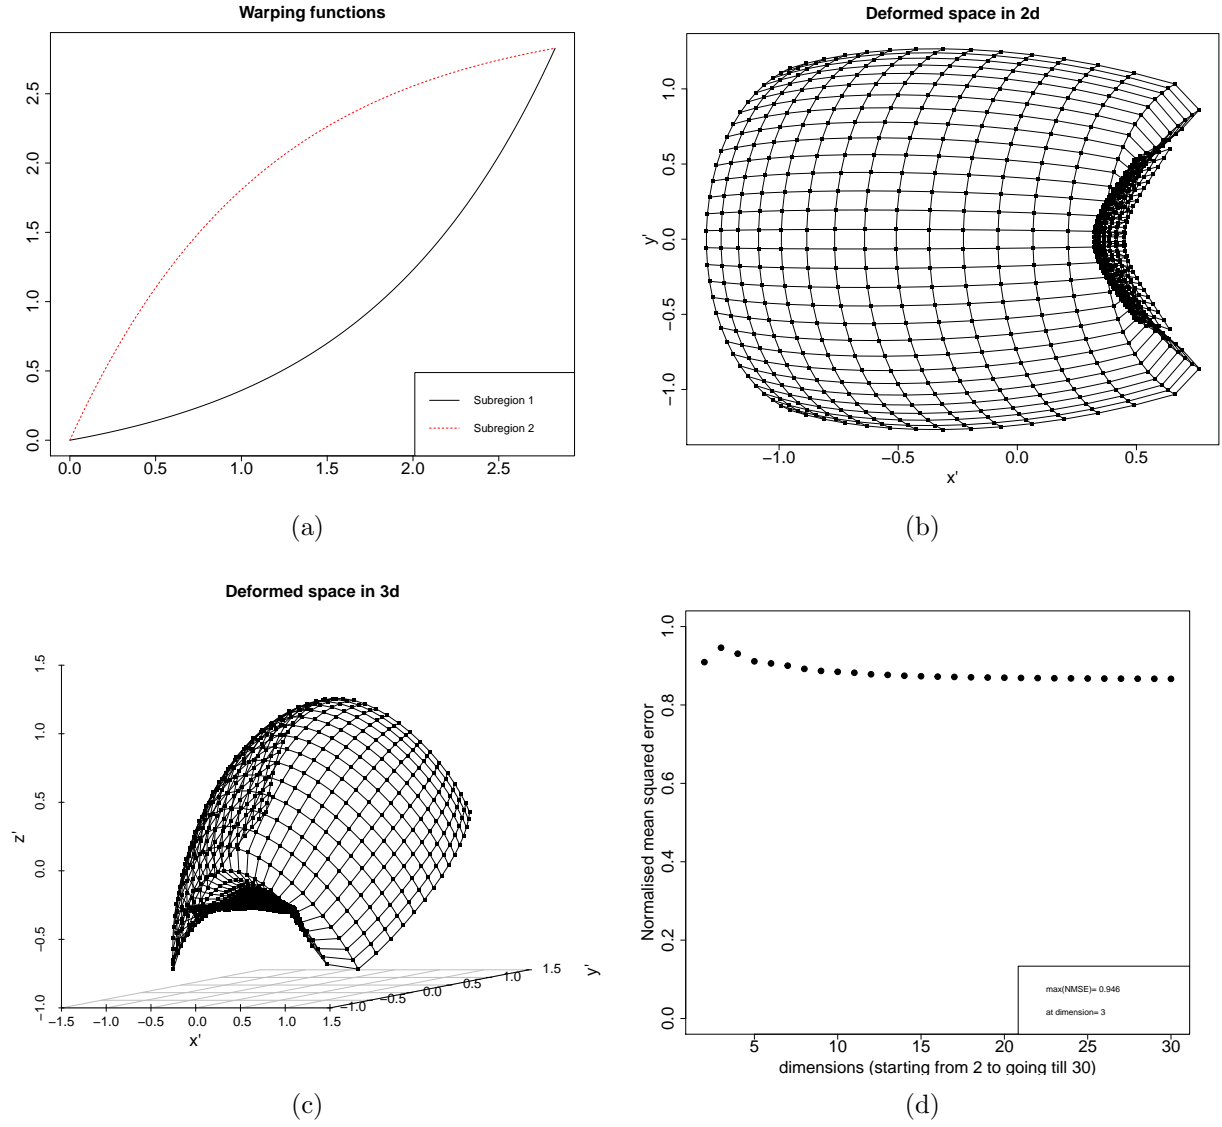 Warping functions
2.5
2.0
1.5
1.0
0.5
0.0
Subregion 1
Subregion 2
0.0 0.5 1.0 1.5 2.0 2.5
(a)
Deformed space in 2d
1.0
0.5
0.0
−0.5
−1.0
y'
−1.0 −0.5 0.0 0.5
x'
(b)
Deformed space in 3d
1.5
1.0
0.5
0.0
−0.5
−1.0
z'
−1.5 −1.0 −0.5 0.0 0.5 1.0 1.5
x'
−1.0 −0.5 0.0 0.5 1.0 1.5
y'
(c)
1.0
0.8
0.6
0.4
0.2
0.0
Normalised mean squared error
max(NMSE)= 0.946
at dimension= 3
5 10 15 20 25 30
dimensions (starting from 2 to going till 30)
(d)